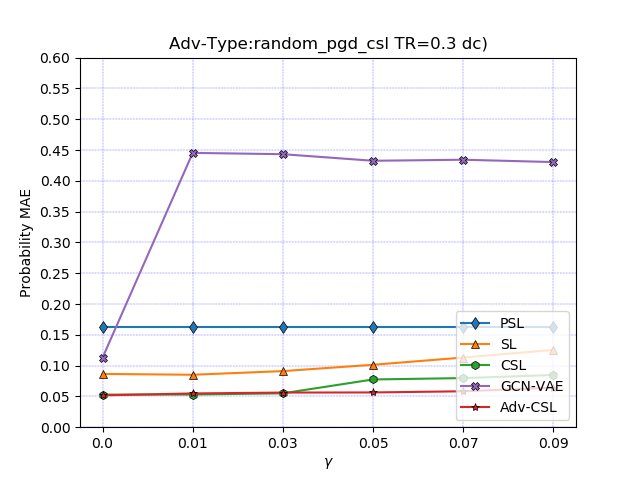 Adv-Type:random_pgd_csl TR=0.3 dc)
Probability MAE
0.60
0.55
0.50
0.45
0.40
0.35
0.30
0.25
0.20
0.15
0.10
0.05
0.00
0.0 0.01 0.03 0.05 0.07 0.09
γ
PSL
SL
CSL
GCN-VAE
Adv-CSL